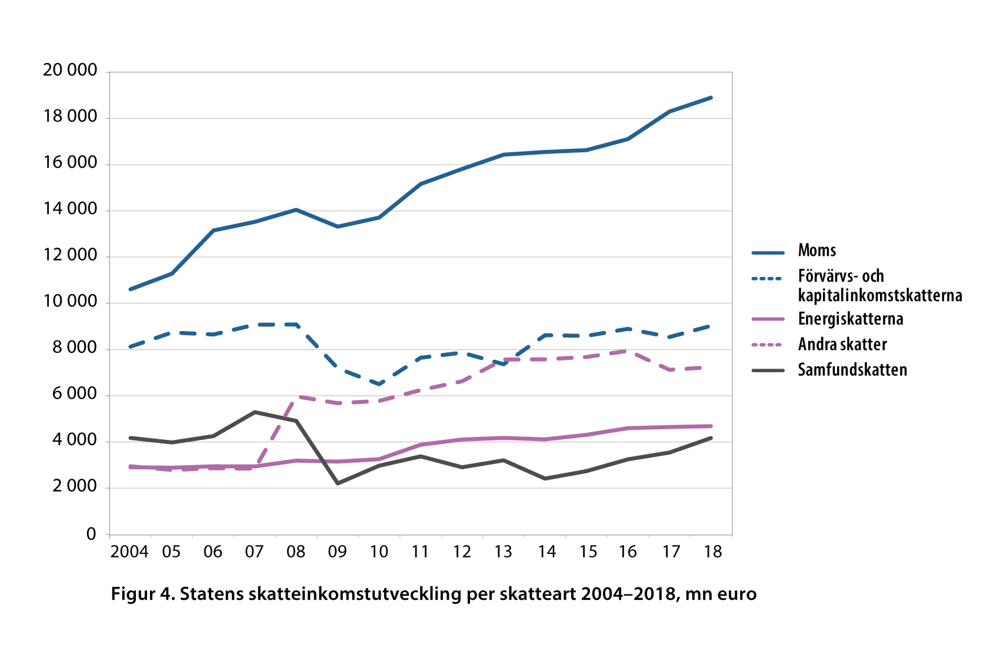 20 000
18 000
16 000
14 000
12 000
10 000
8 000
6 000
4 000
2 000
0
2004 05 06 07 08 09 10 11 12 13 14 15 16 17 18
Moms
Förvärvs- och
kapitalinkomstskatterna
Energiskatterna
Andra skatter
Samfundskatten
Figur 4. Statens skatteinkomstutveckling per skatteart 2004–2018, mn euro